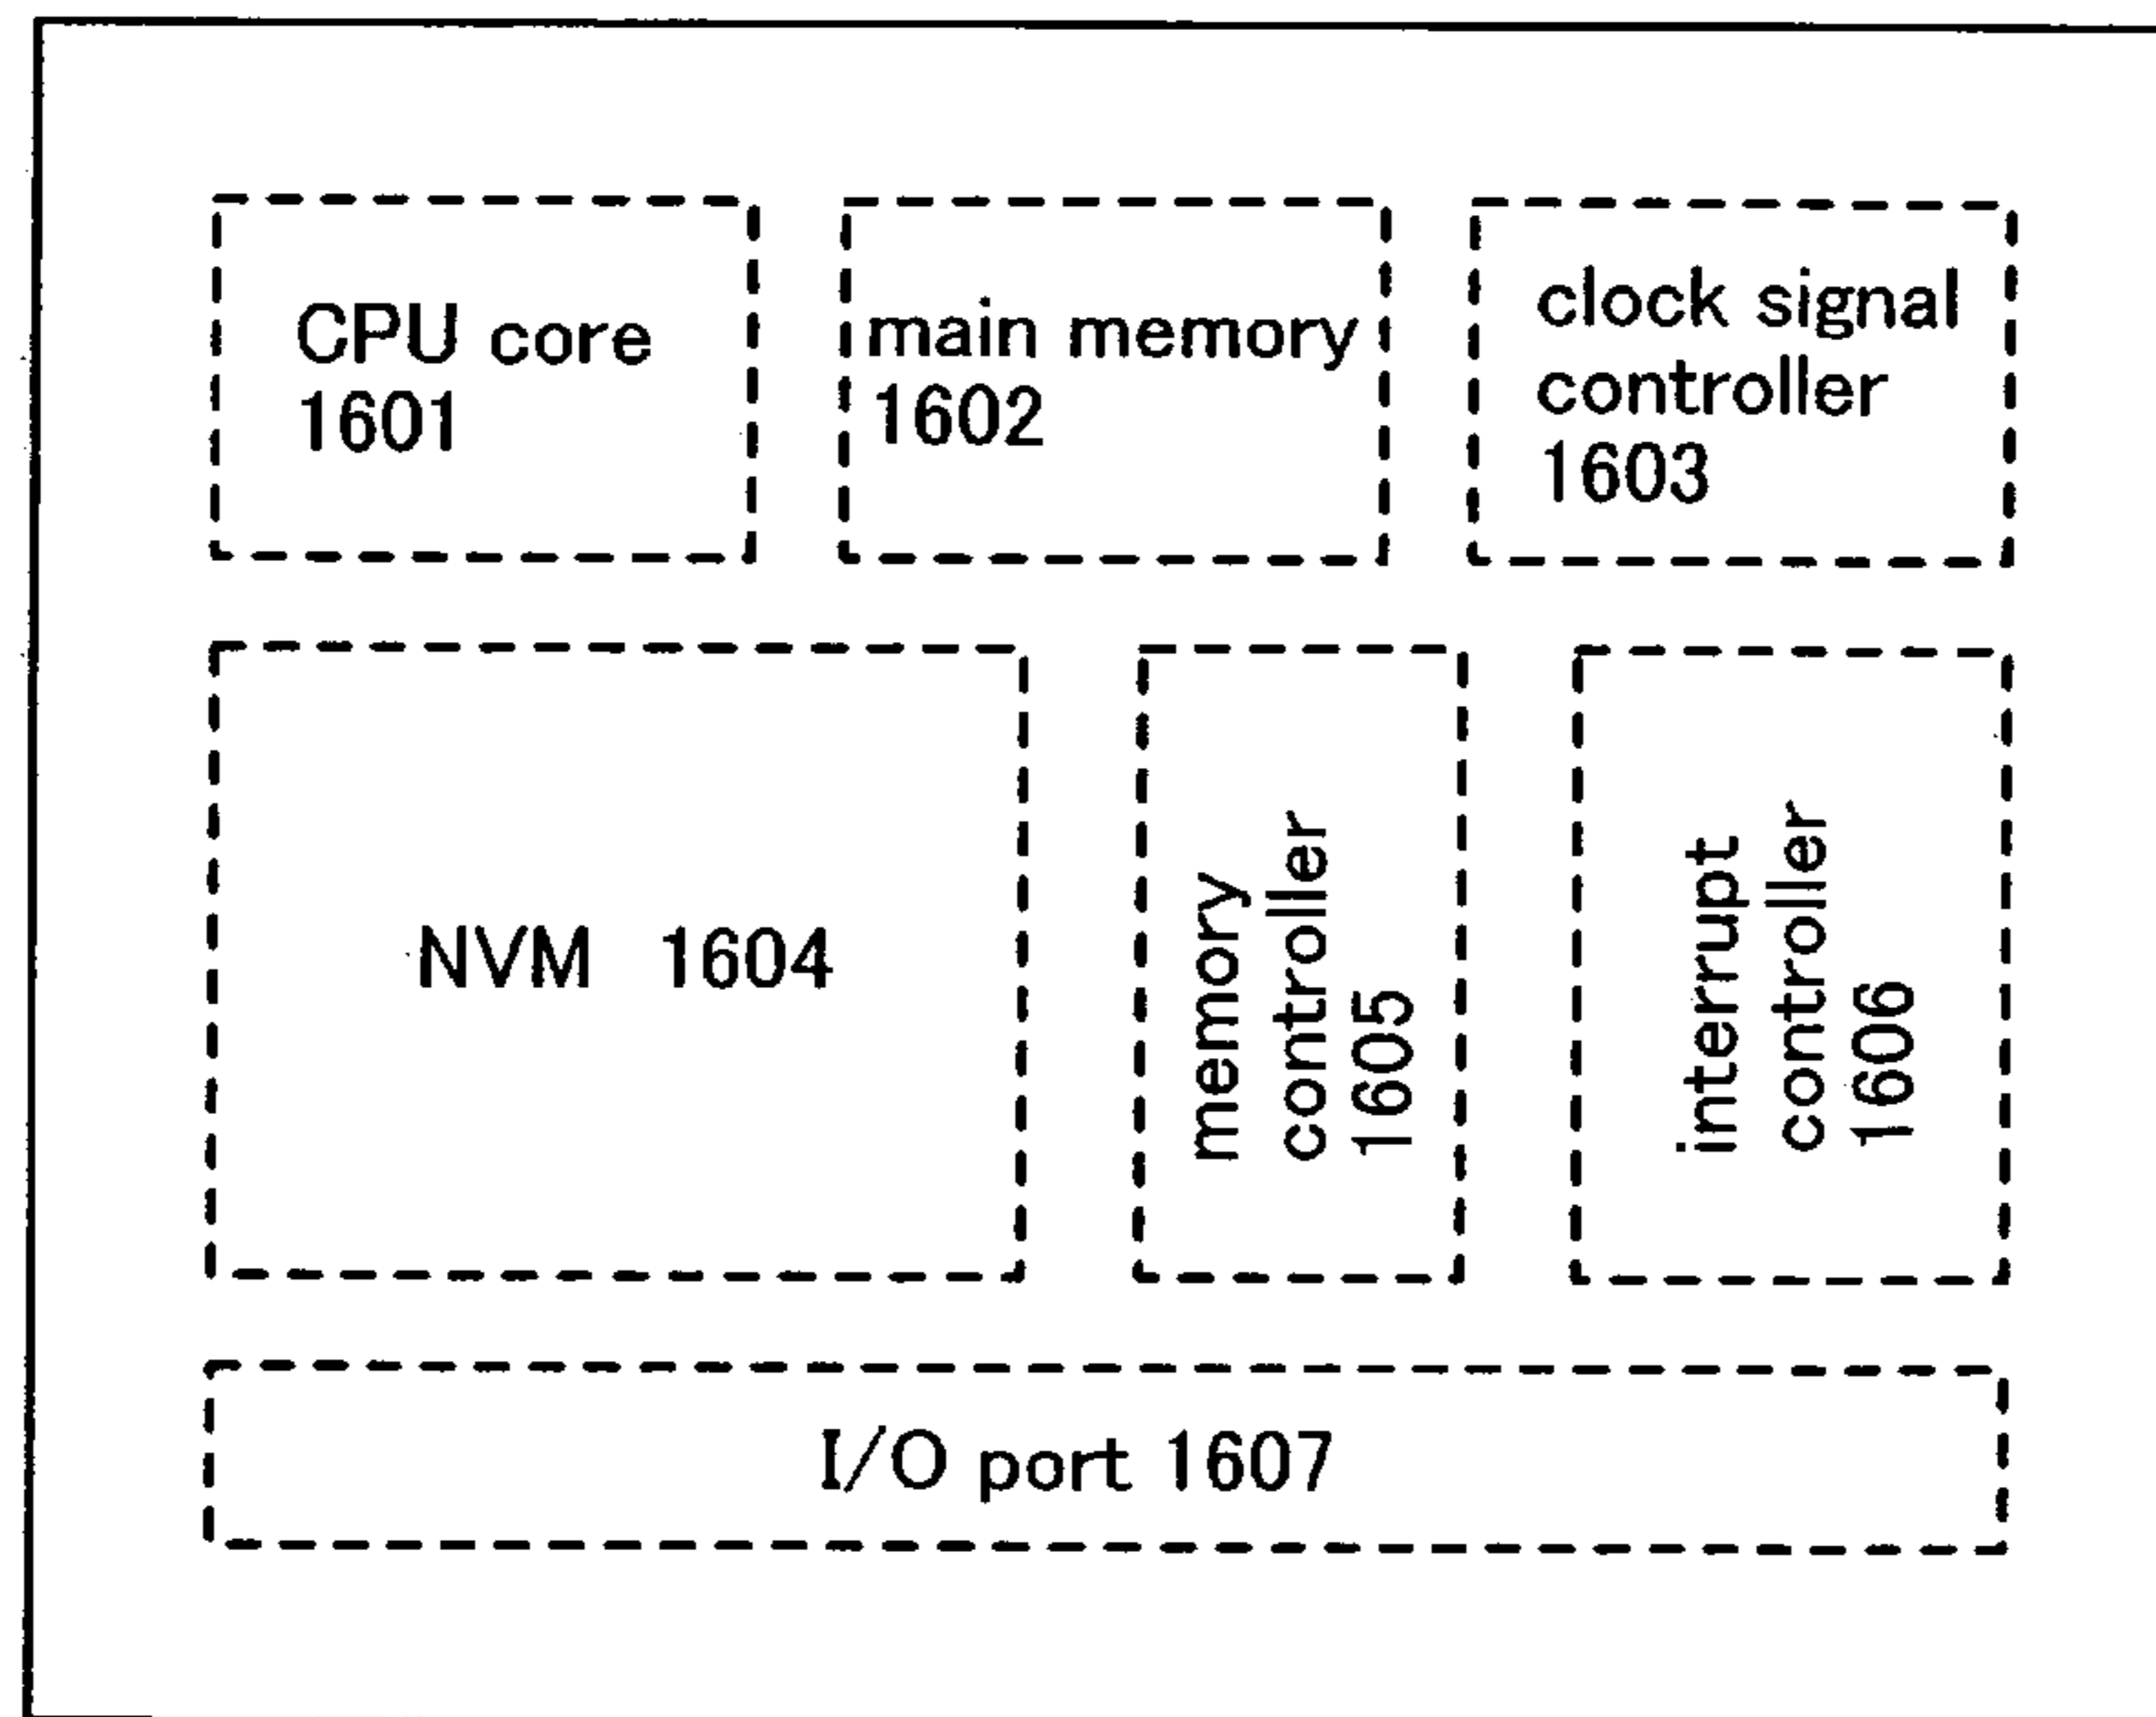 CPU core
1601
main memory
1602
clock signal
controller
1603
NVM 1604
memory
controller
1605
interrupt
controller
1606
I/O port 1607